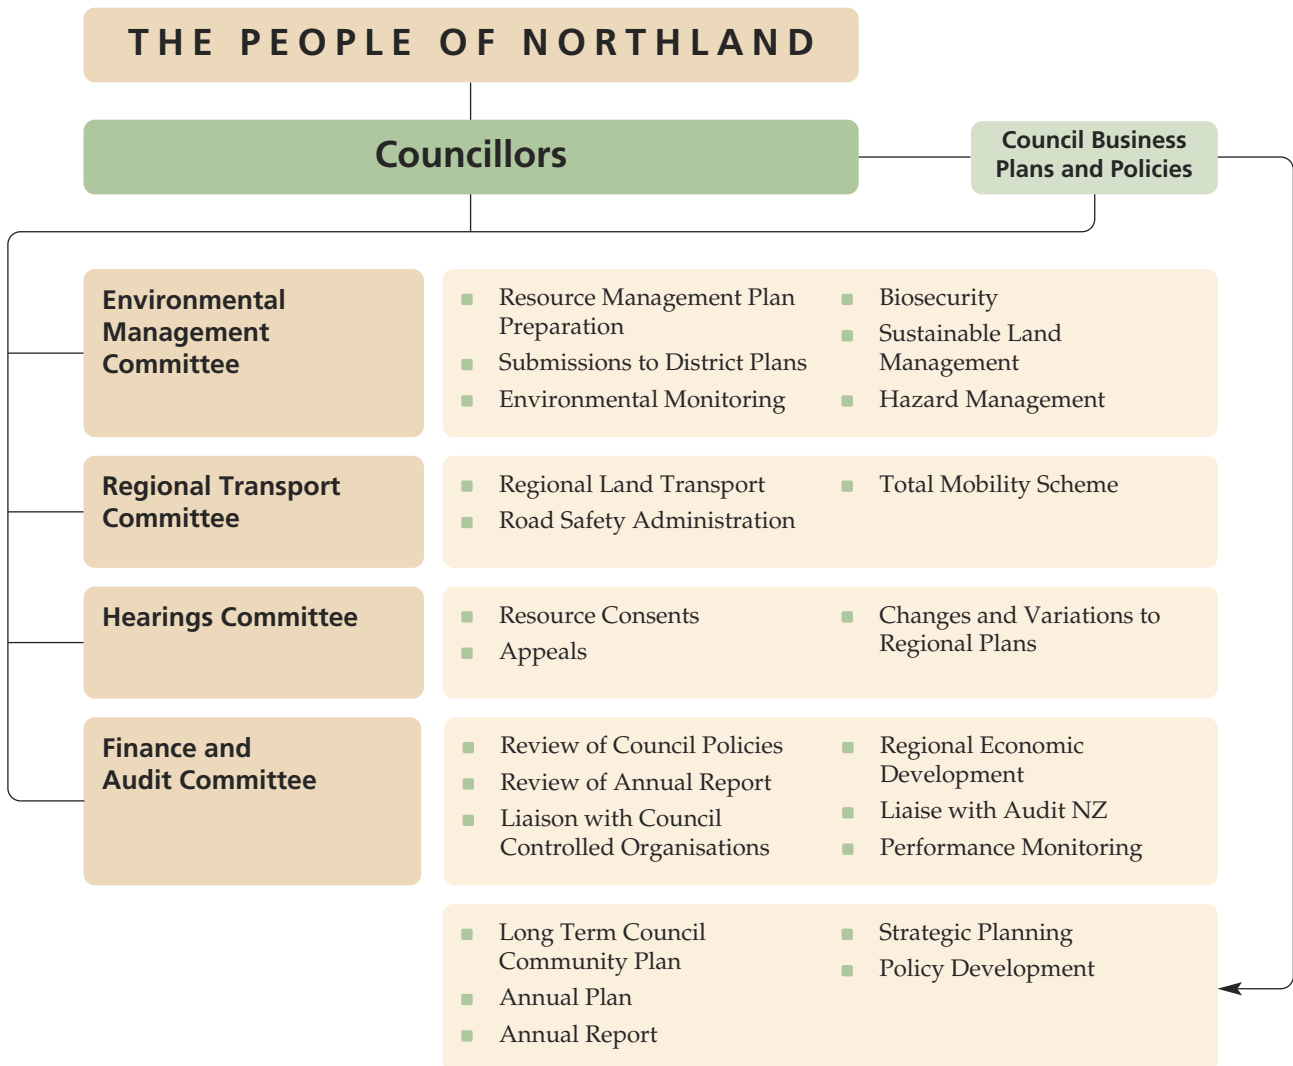 THE PEOPLE OF NORTHLAND
Councillors
Council Business
Plans and Policies
Environmental
Management
Committee
Resource Management Plan
Preparation
Submissions to District Plans
Environmental Monitoring
Biosecurity
Sustainable Land
Management
Hazard Management
Regional Transport
Committee
Regional Land Transport
Road Safety Administration
Total Mobility Scheme
Hearings Committee
Resource Consents
Appeals
Changes and Variations to
Regional Plans
Finance and
Audit Committee
Review of Council Policies
Review of Annual Report
Liaison with Council
Controlled Organisations
Regional Economic
Development
Liaise with Audit NZ
Performance Monitoring
Long Term Council
Community Plan
Annual Plan
Annual Report
Strategic Planning
Policy Development